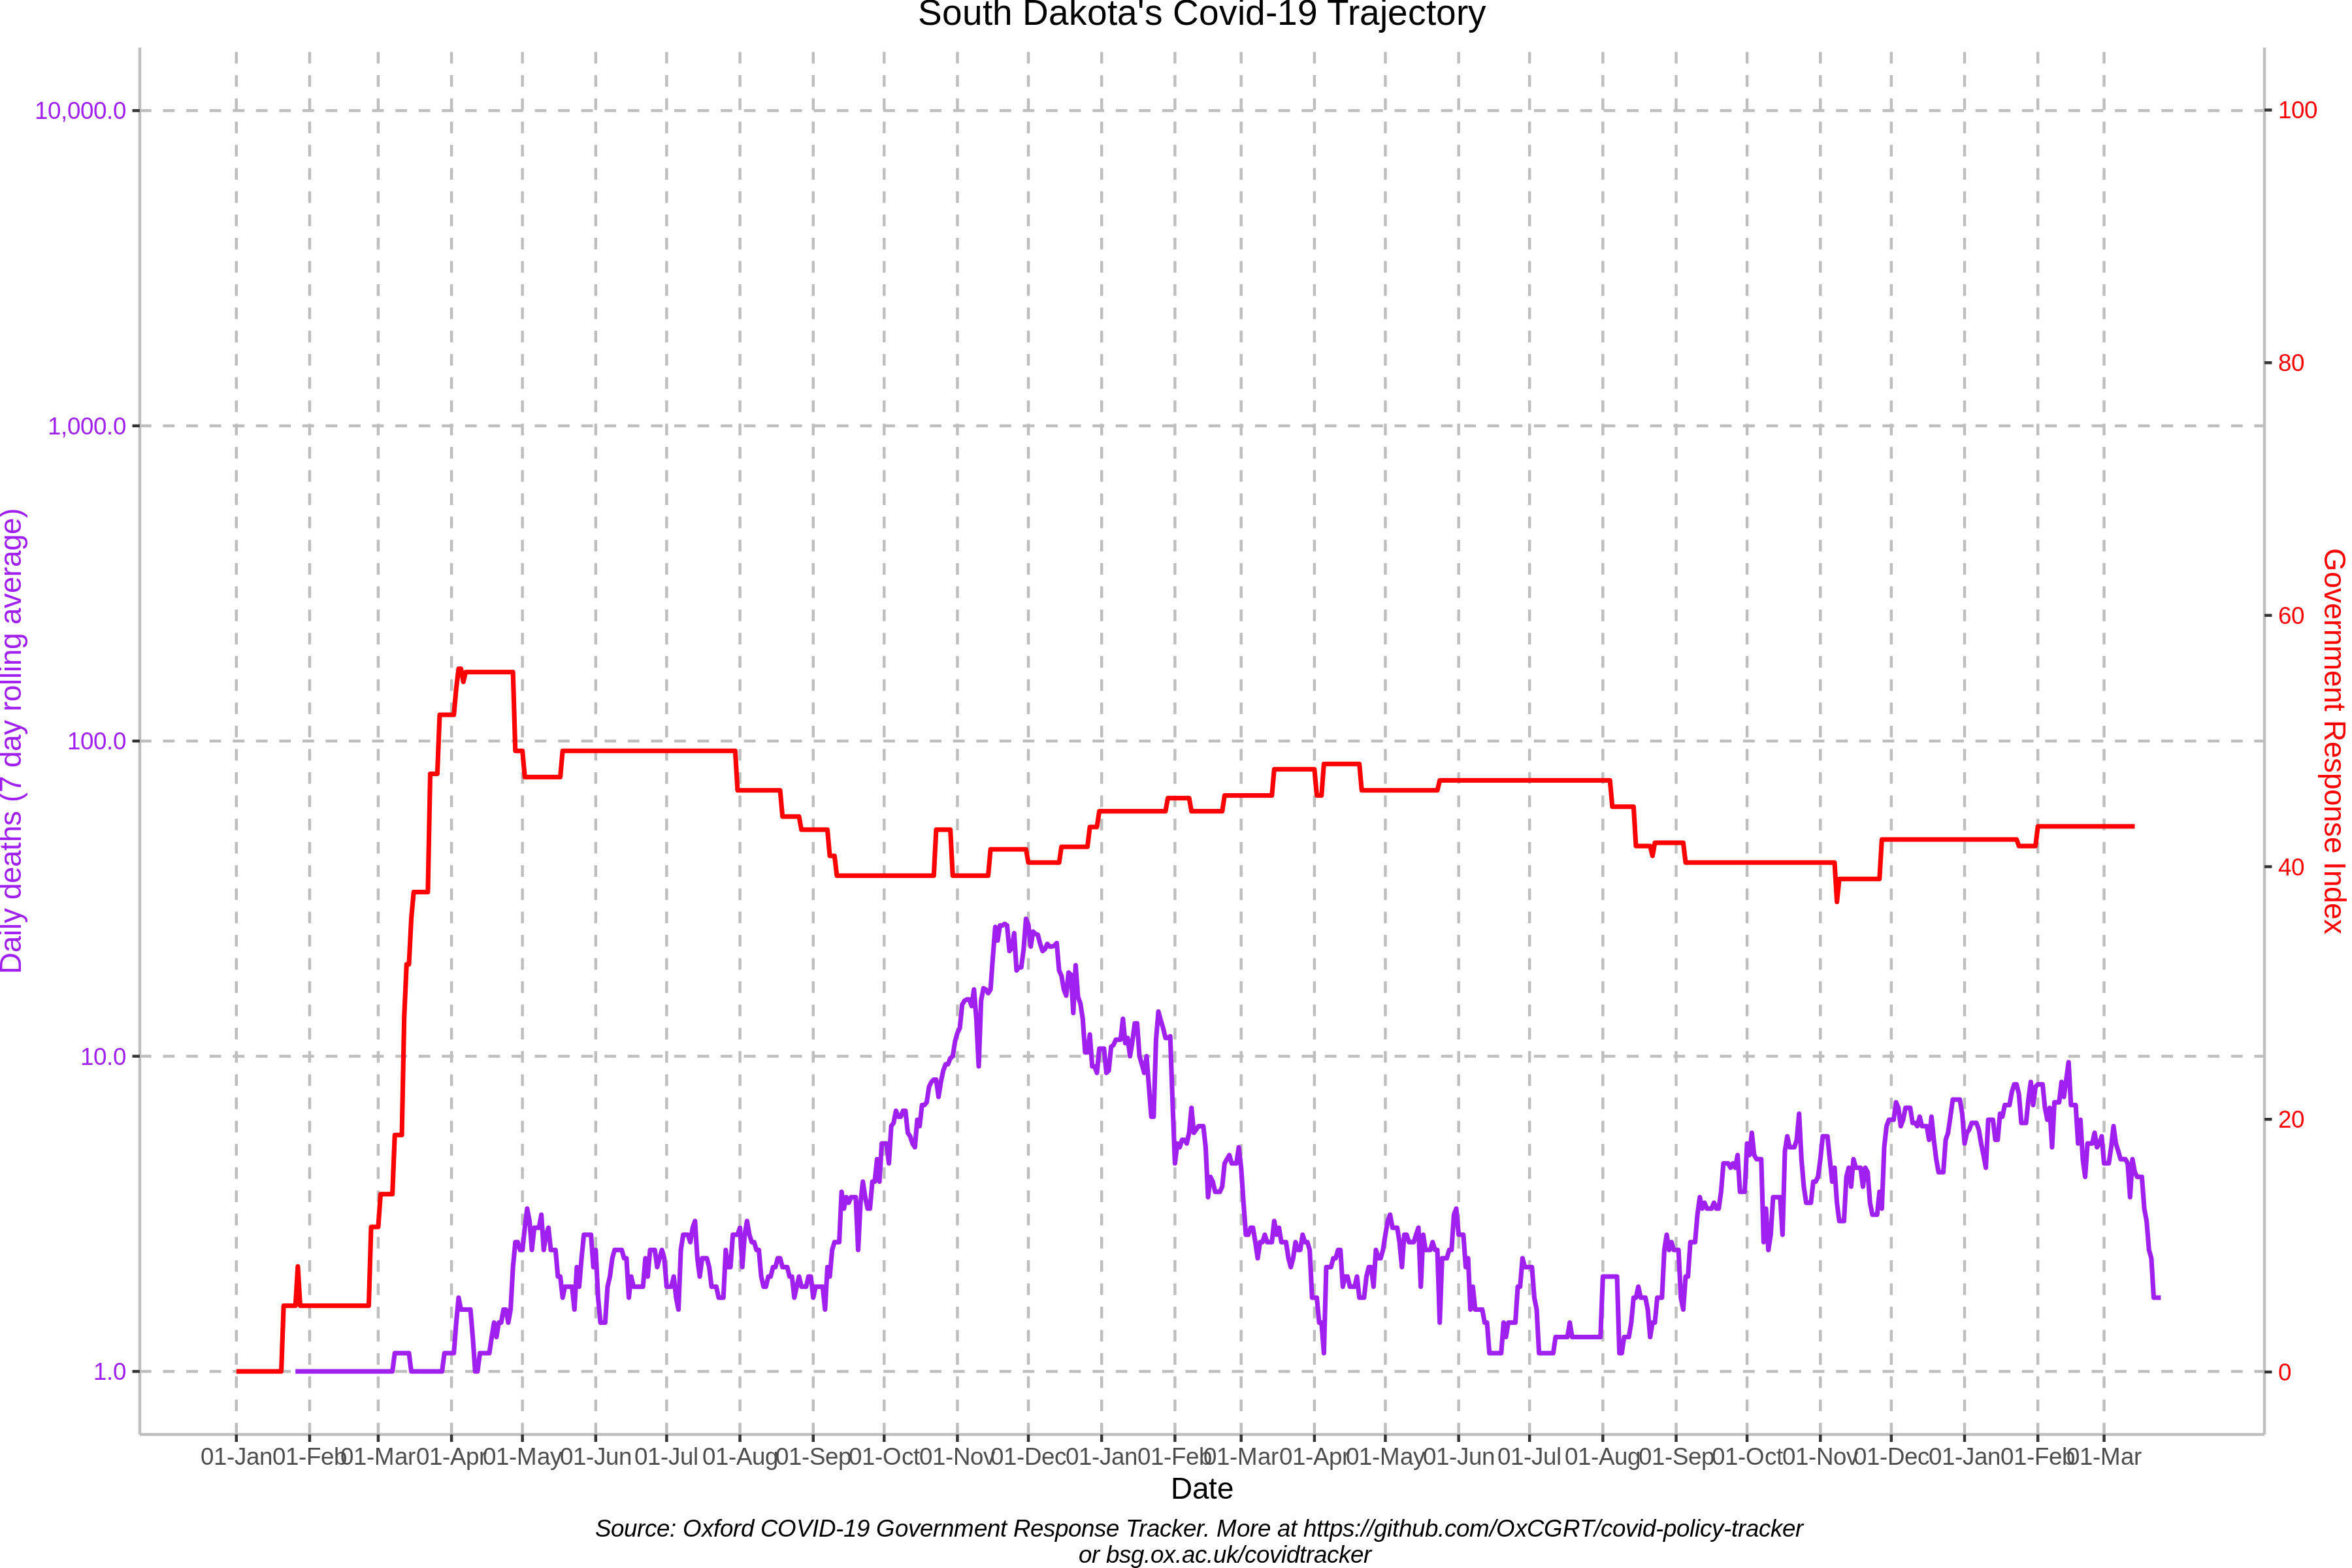 South Dakota's Covid-19 Trajectory
10,000.0
1,000.0
100.0
10.0
1.0
Daily deaths (7 day rolling average)
100
80
60
40
20
0
Government Response Index
01-Jan 01-Feb 01-Mar 01-Apr 01-May 01-Jun 01-Jul 01-Aug 01-Sep 01-Oct 01-Nov 01-Dec 01-Jan 01-Feb 01-Mar 01-Apr 01-May 01-Jun 01-Jul 01-Aug 01-Sep 01-Oct 01-Nov 01-Dec 01-Jan 01-Feb 01-Mar
Date
Source: Oxford COVID-19 Government Response Tracker. More at https://github.com/OxCGRT/covid-policy-tracker
or bsg.ox.ac.uk/covidtracker